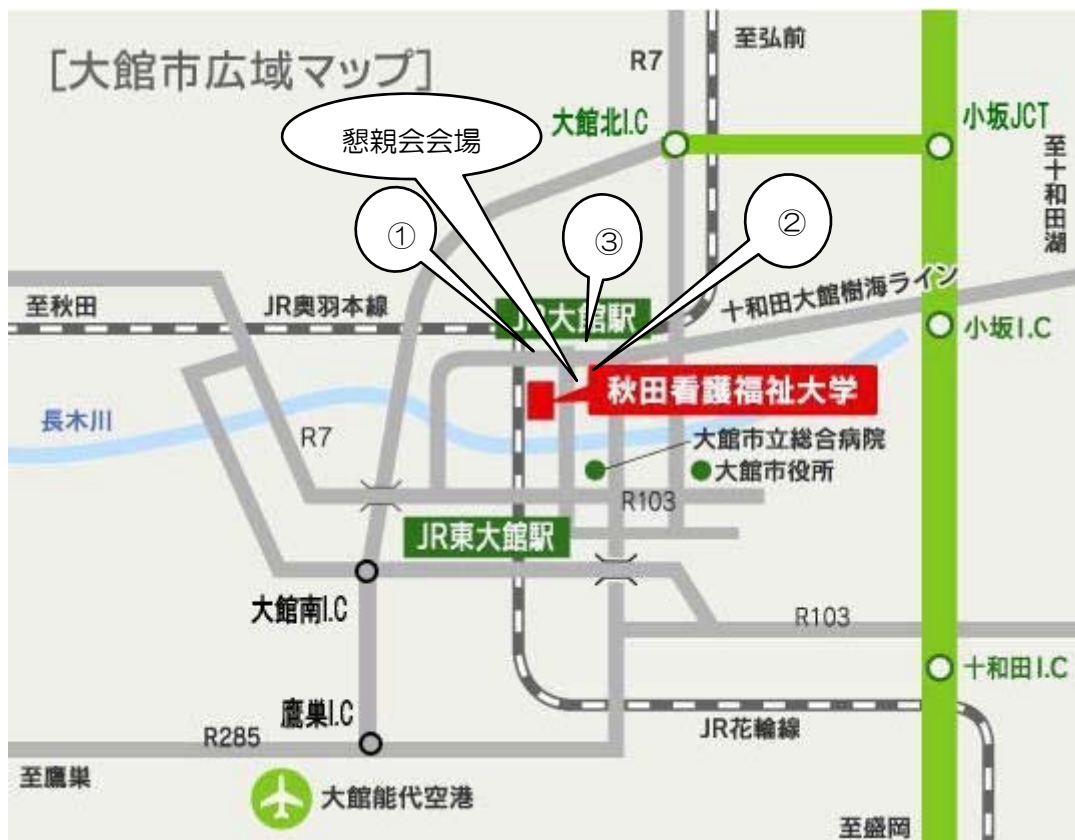 [大館市広域マップ]
R7
至弘前
懇親会会場
大館北I.C
小坂JCT
至十和田湖
①
③
②
十和田大館樹海ライン
至秋田
JR奥羽本線
JR大館駅
小坂I.C
秋田看護福祉大学
長木川
R7
大館市立総合病院
大館市役所
R103
JR東大館駅
大館南I.C
R103
十和田I.C
鷹巣I.C
R285
JR花輪線
至鷹巣
大館能代空港
至盛岡